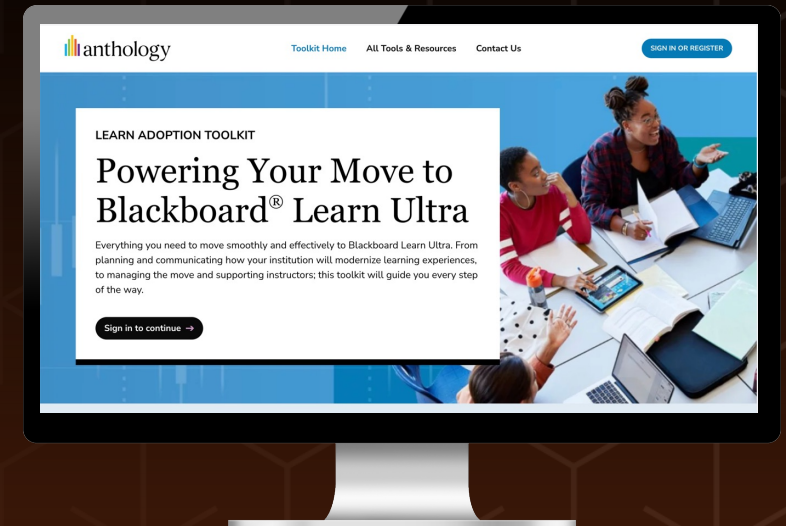 anthology
Toolkit Home
All Tools & Resources
Contact Us
SIGN IN OR REGISTER
LEARN ADOPTION TOOLKIT
Powering Your Move to
Blackboard® Learn Ultra
Everything you need to move smoothly and effectively to Blackboard Learn Ultra. From
planning and communicating how your institution will modernize learning experiences,
to managing the move and supporting instructors; this toolkit will guide you every step
of the way.
Sign in to continue →